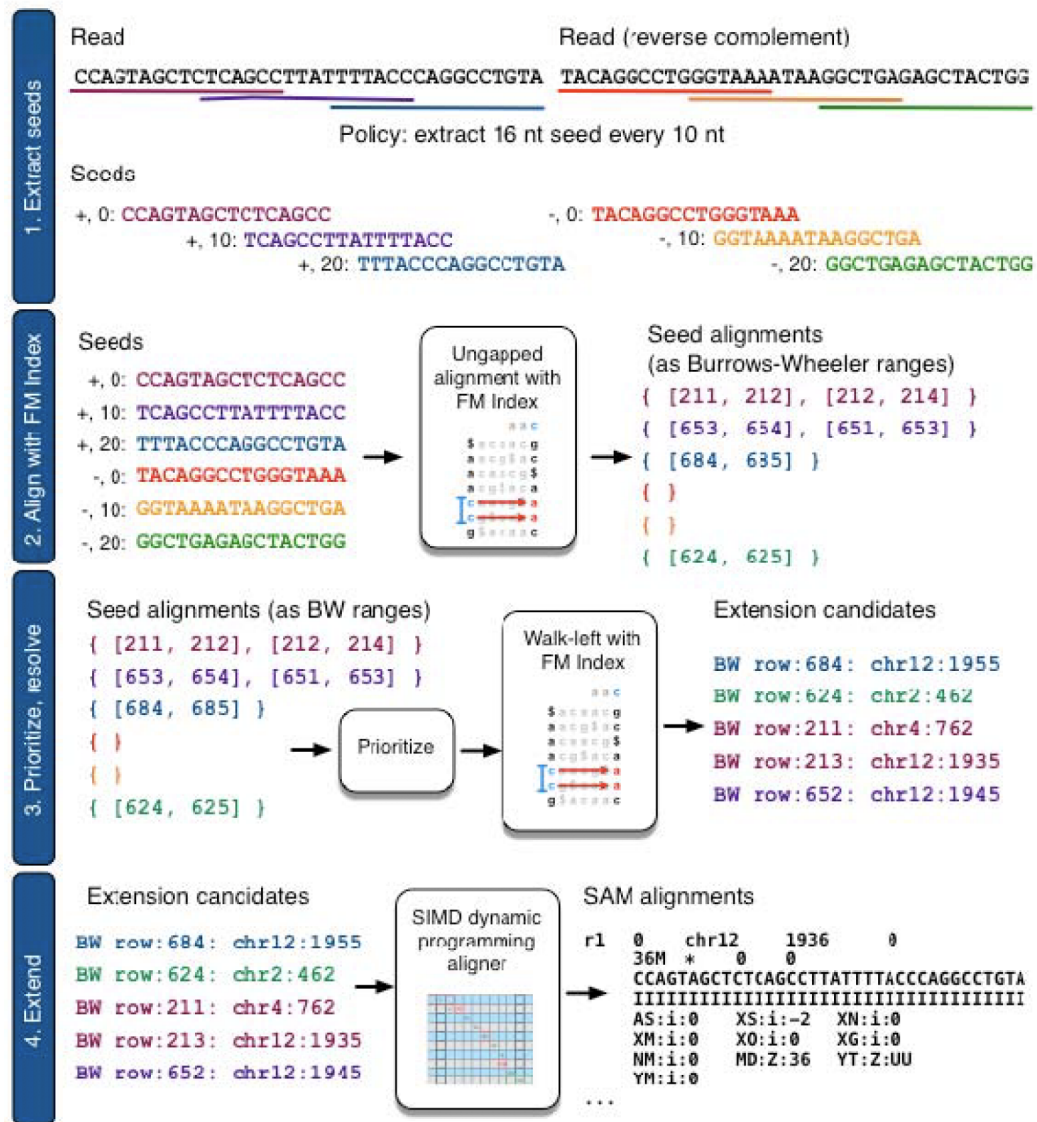 1. Extract seeds
Read
Read (reverse complement)
CCAGTAGCTCTCAGCCTTATTTTACCCAGGCCTGTA
TACAGGCCTGGGTAAAATAAGGCTGAGAGCTACTGG
Policy: extract 16 nt seed every 10 nt
Seeds
+, 0: CCAGTAGCTCTCAGCC
+, 10: TCAGCCTTATTTTACC
+, 20: TTTACCCAGGCCTGTA
-, 0: TACAGGCCTGGGTAAA
-, 10: GGTAAAATAAGGCTGA
-, 20: GGCTGAGAGCTACTGG
2. Align with FM Index
Seeds
+, 0: CCAGTAGCTCTCAGCC
+, 10: TCAGCCTTATTTTACC
+, 20: TTTACCCAGGCCTGTA
-, 0: TACAGGCCTGGGTAAA
-, 10: GGTAAAATAAGGCTGA
-, 20: GGCTGAGAGCTACTGG
Ungapped
alignment with
FM Index
a a c
$ a c a a c g
a a c g $ a c
a c a a c g $
a c g $ a c a
c a
c a
g $ a c a a c
Seed alignments
(as Burrows-Wheeler ranges)
{ [211, 212], [212, 214] }
{ [653, 654], [651, 653] }
{ [684, 685] }
{ }
{ }
{ [624, 625] }
3. Prioritize, resolve
Seed alignments (as BW ranges)
{ [211, 212], [212, 214] }
{ [653, 654], [651, 653] }
{ [684, 685] }
{ }
{ }
{ [624, 625] }
Prioritize
Walk-left with
FM Index
a a c
$ a c a a c g
a a c g $ a c
a c a a c g $
a c g $ a c a
c a
c a
g $ a c a a c
Extension candidates
BW row:684: chr12:1955
BW row:624: chr2:462
BW row:211: chr4:762
BW row:213: chr12:1935
BW row:652: chr12:1945
4. Extend
Extension candidates
BW row:684: chr12:1955
BW row:624: chr2:462
BW row:211: chr4:762
BW row:213: chr12:1935
BW row:652: chr12:1945
SIMD dynamic
programming
aligner
SAM alignments
r1 0 chr12 1936 0
36M * 0 0
CCAGTAGCTCTCAGCCTTATTTTACCCAGGCCTGTA
IIIIIIIIIIIIIIIIIIIIIIIIIIIIIIIIIIII
AS:i:0 XS:i:-2 XN:i:0
XM:i:0 XO:i:0 XG:i:0
NM:i:0 MD:Z:36 YT:Z:UU
YM:i:0
...